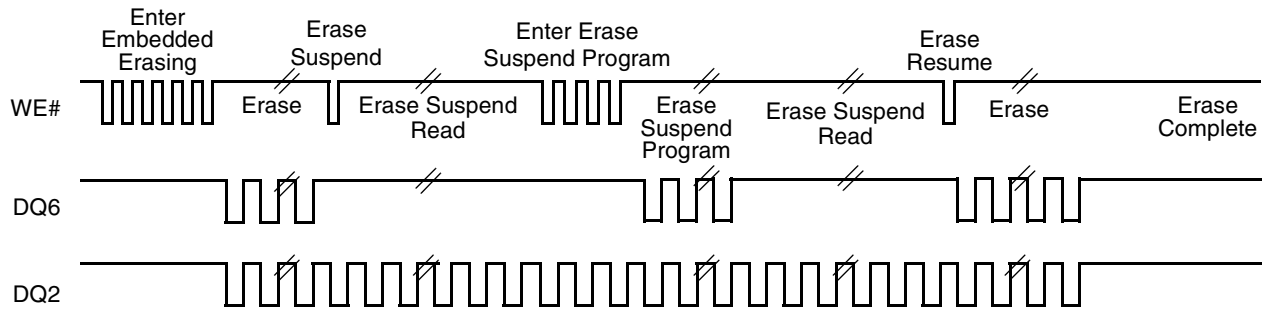 Enter
Embedded
Erasing
Erase
Suspend
Enter Erase
Suspend Program
Erase
Resume
WE#
Erase
Erase Suspend
Read
Erase
Suspend
Program
Erase Suspend
Read
Erase
Erase
Complete
DQ6
DQ2